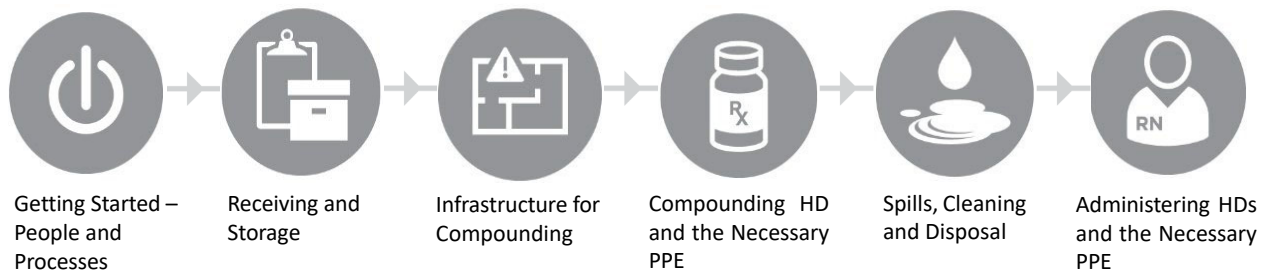 Rx
RN
Getting Started –
People and
Processes
Receiving and
Storage
Infrastructure for
Compounding
Compounding HD
and the Necessary
PPE
Spills, Cleaning
and Disposal
Administering HDs
and the Necessary
PPE